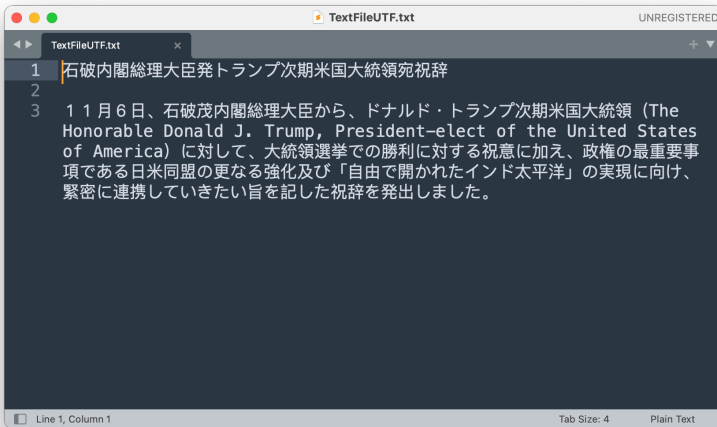 TextFileUTF.txt
UNREGISTERED
TextFileUTF.txt ×
+ ▼
1 石破内閣総理大臣発トランプ次期米国大統領宛祝辞
2
3 11月6日、石破茂内閣総理大臣から、ドナルド・トランプ次期米国大統領(The
Honorable Donald J. Trump, President-elect of the United States
of America)に対して、大統領選挙での勝利に対する祝意に加え、政権の最重要事
項である日米同盟の更なる強化及び「自由で開かれたインド太平洋」の実現に向け、
緊密に連携していきたい旨を記した祝辞を発出しました。
Line 1, Column 1
Tab Size: 4
Plain Text